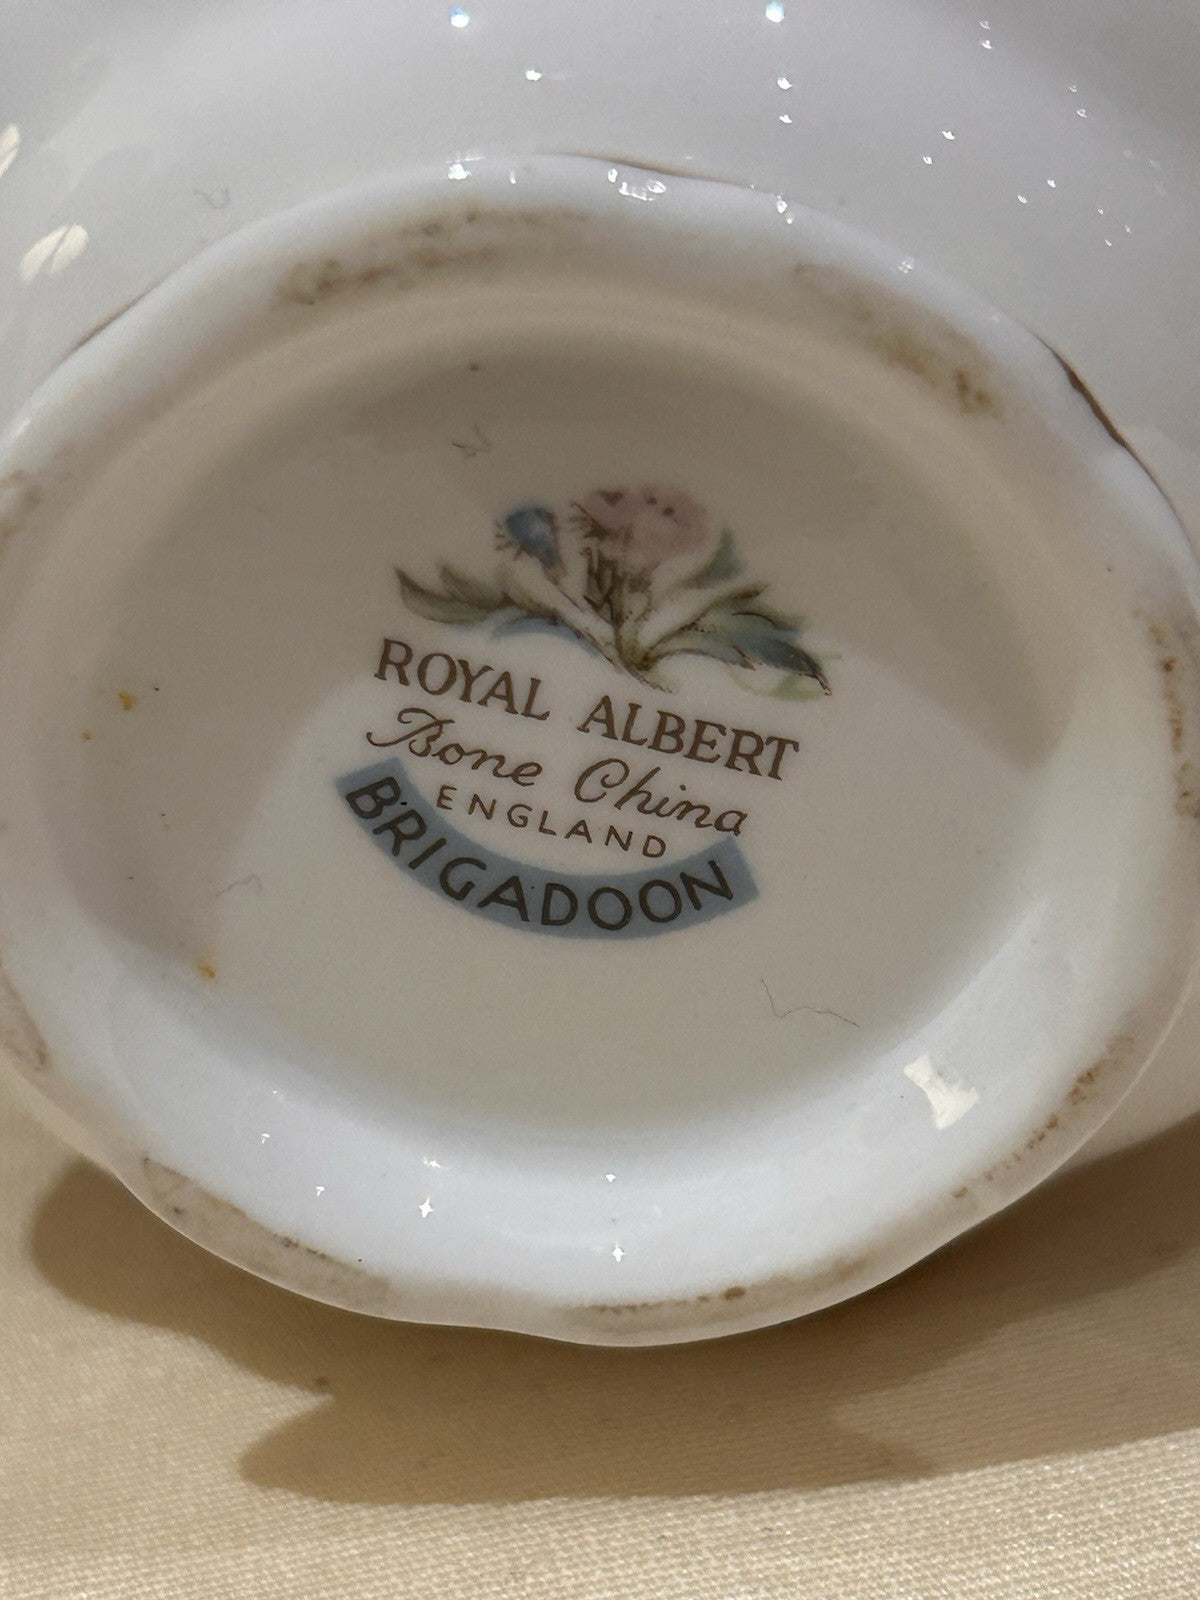 ROYAL ALBERT
Bone China
ENGLAND
BRIGADOON